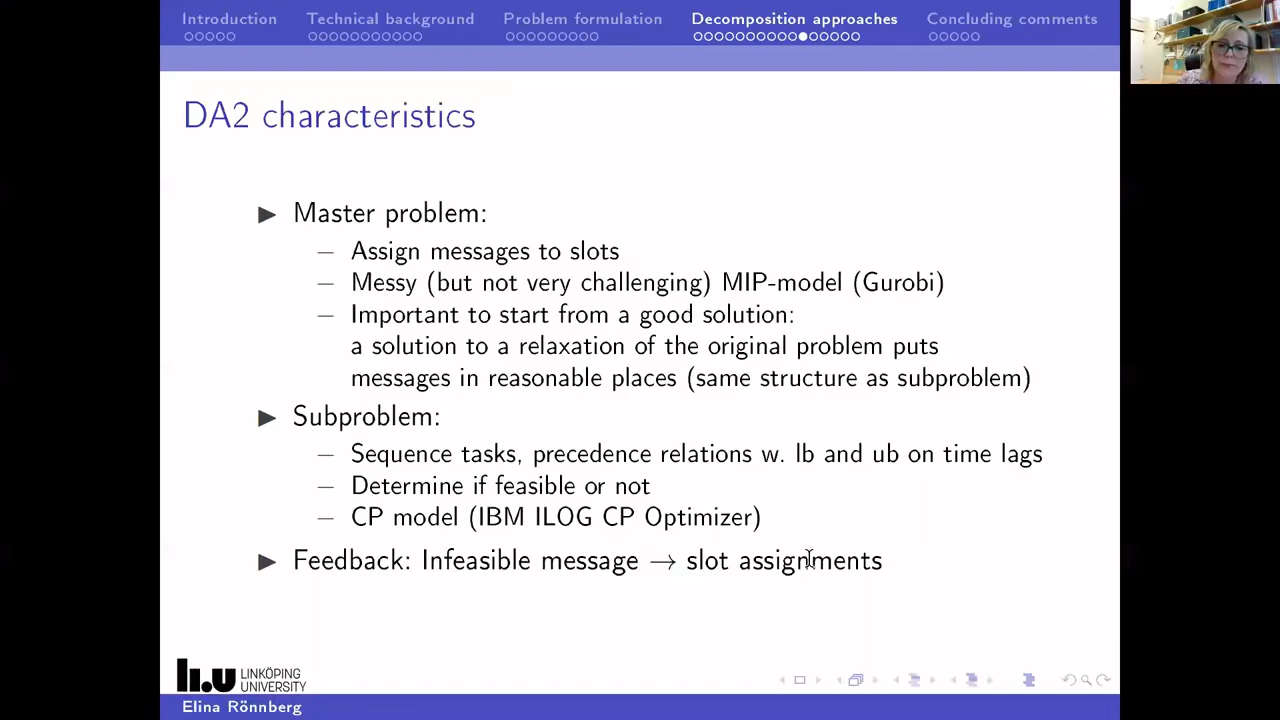 Introduction Technical background Problem formulation Decomposition approaches Concluding comments
DA2 characteristics
► Master problem:
– Assign messages to slots
– Messy (but not very challenging) MIP-model (Gurobi)
– Important to start from a good solution:
a solution to a relaxation of the original problem puts
messages in reasonable places (same structure as subproblem)
► Subproblem:
– Sequence tasks, precedence relations w. lb and ub on time lags
– Determine if feasible or not
– CP model (IBM ILOG CP Optimizer)
► Feedback: Infeasible message → slot assignments
li.u LINKÖPING
UNIVERSITY
Elina Rönnberg